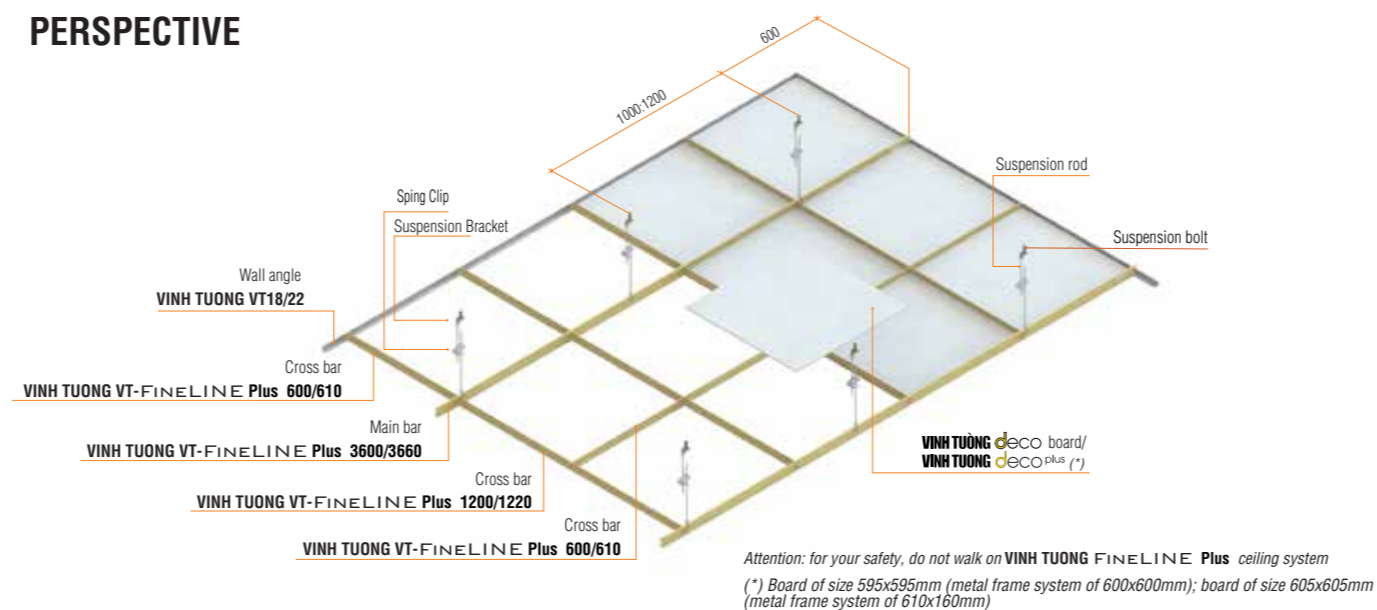 PERSPECTIVE
600
1000:1200
Suspension rod
Sping Clip
Suspension Bracket
Suspension bolt
Wall angle
VINH TUONG VT18/22
Cross bar
VINH TUONG VT-FINELINE Plus 600/610
Main bar
VINH TUONG VT-FINELINE Plus 3600/3660
VINH TUÒNG deco board/
VINH TUONG deco plus (*)
Cross bar
VINH TUONG VT-FINELINE Plus 1200/1220
Cross bar
VINH TUONG VT-FINELINE Plus 600/610
Attention: for your safety, do not walk on VINH TUONG FINELINE Plus ceiling system
(*) Board of size 595x595mm (metal frame system of 600x600mm); board of size 605x605mm
(metal frame system of 610x160mm)